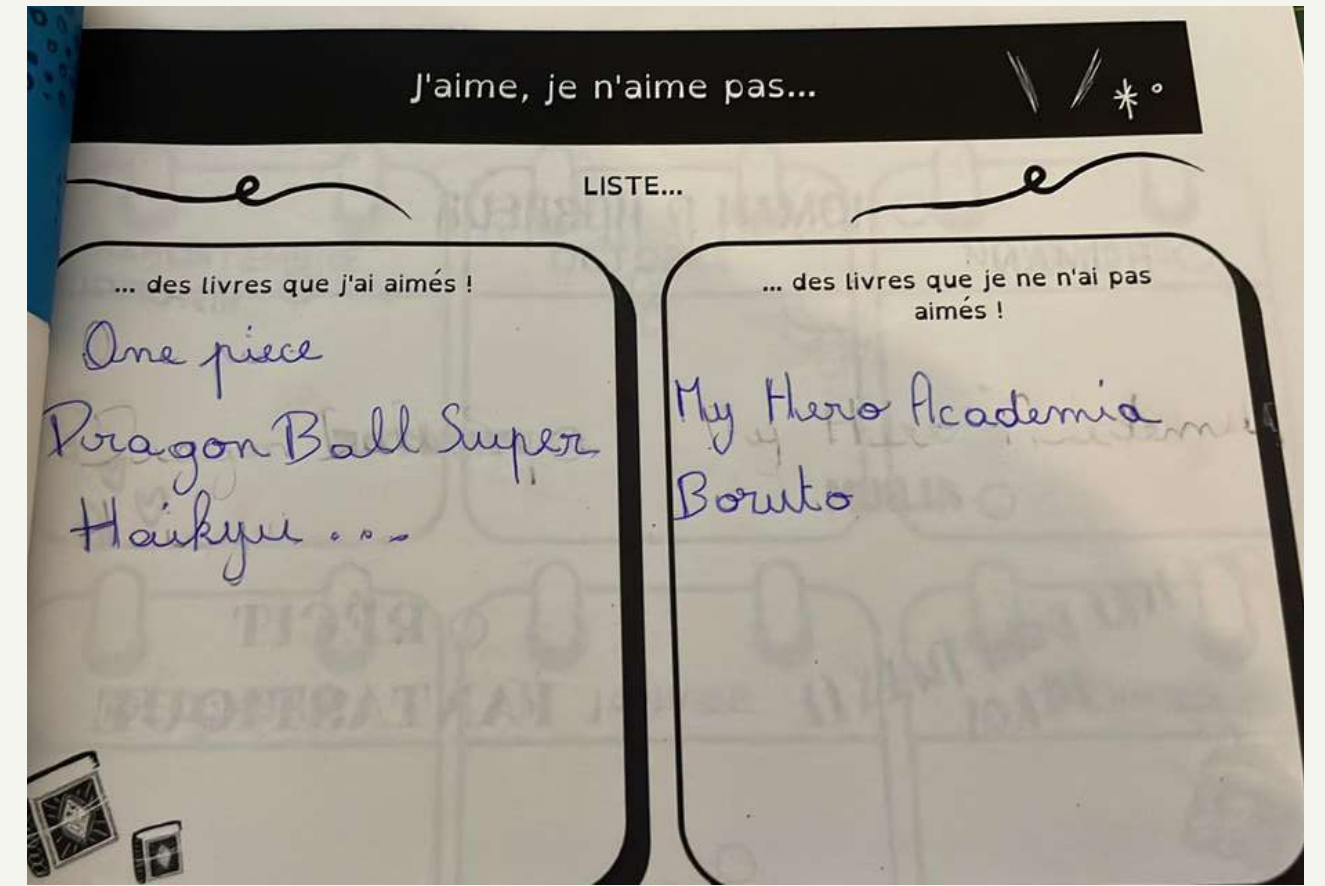 J'aime, je n'aime pas...
LISTE...
... des livres que j'ai aimés !
One piece
Dragon Ball Super
Haikyu ...
... des livres que je ne n'ai pas
aimés !
My Hero Academia
Boruto